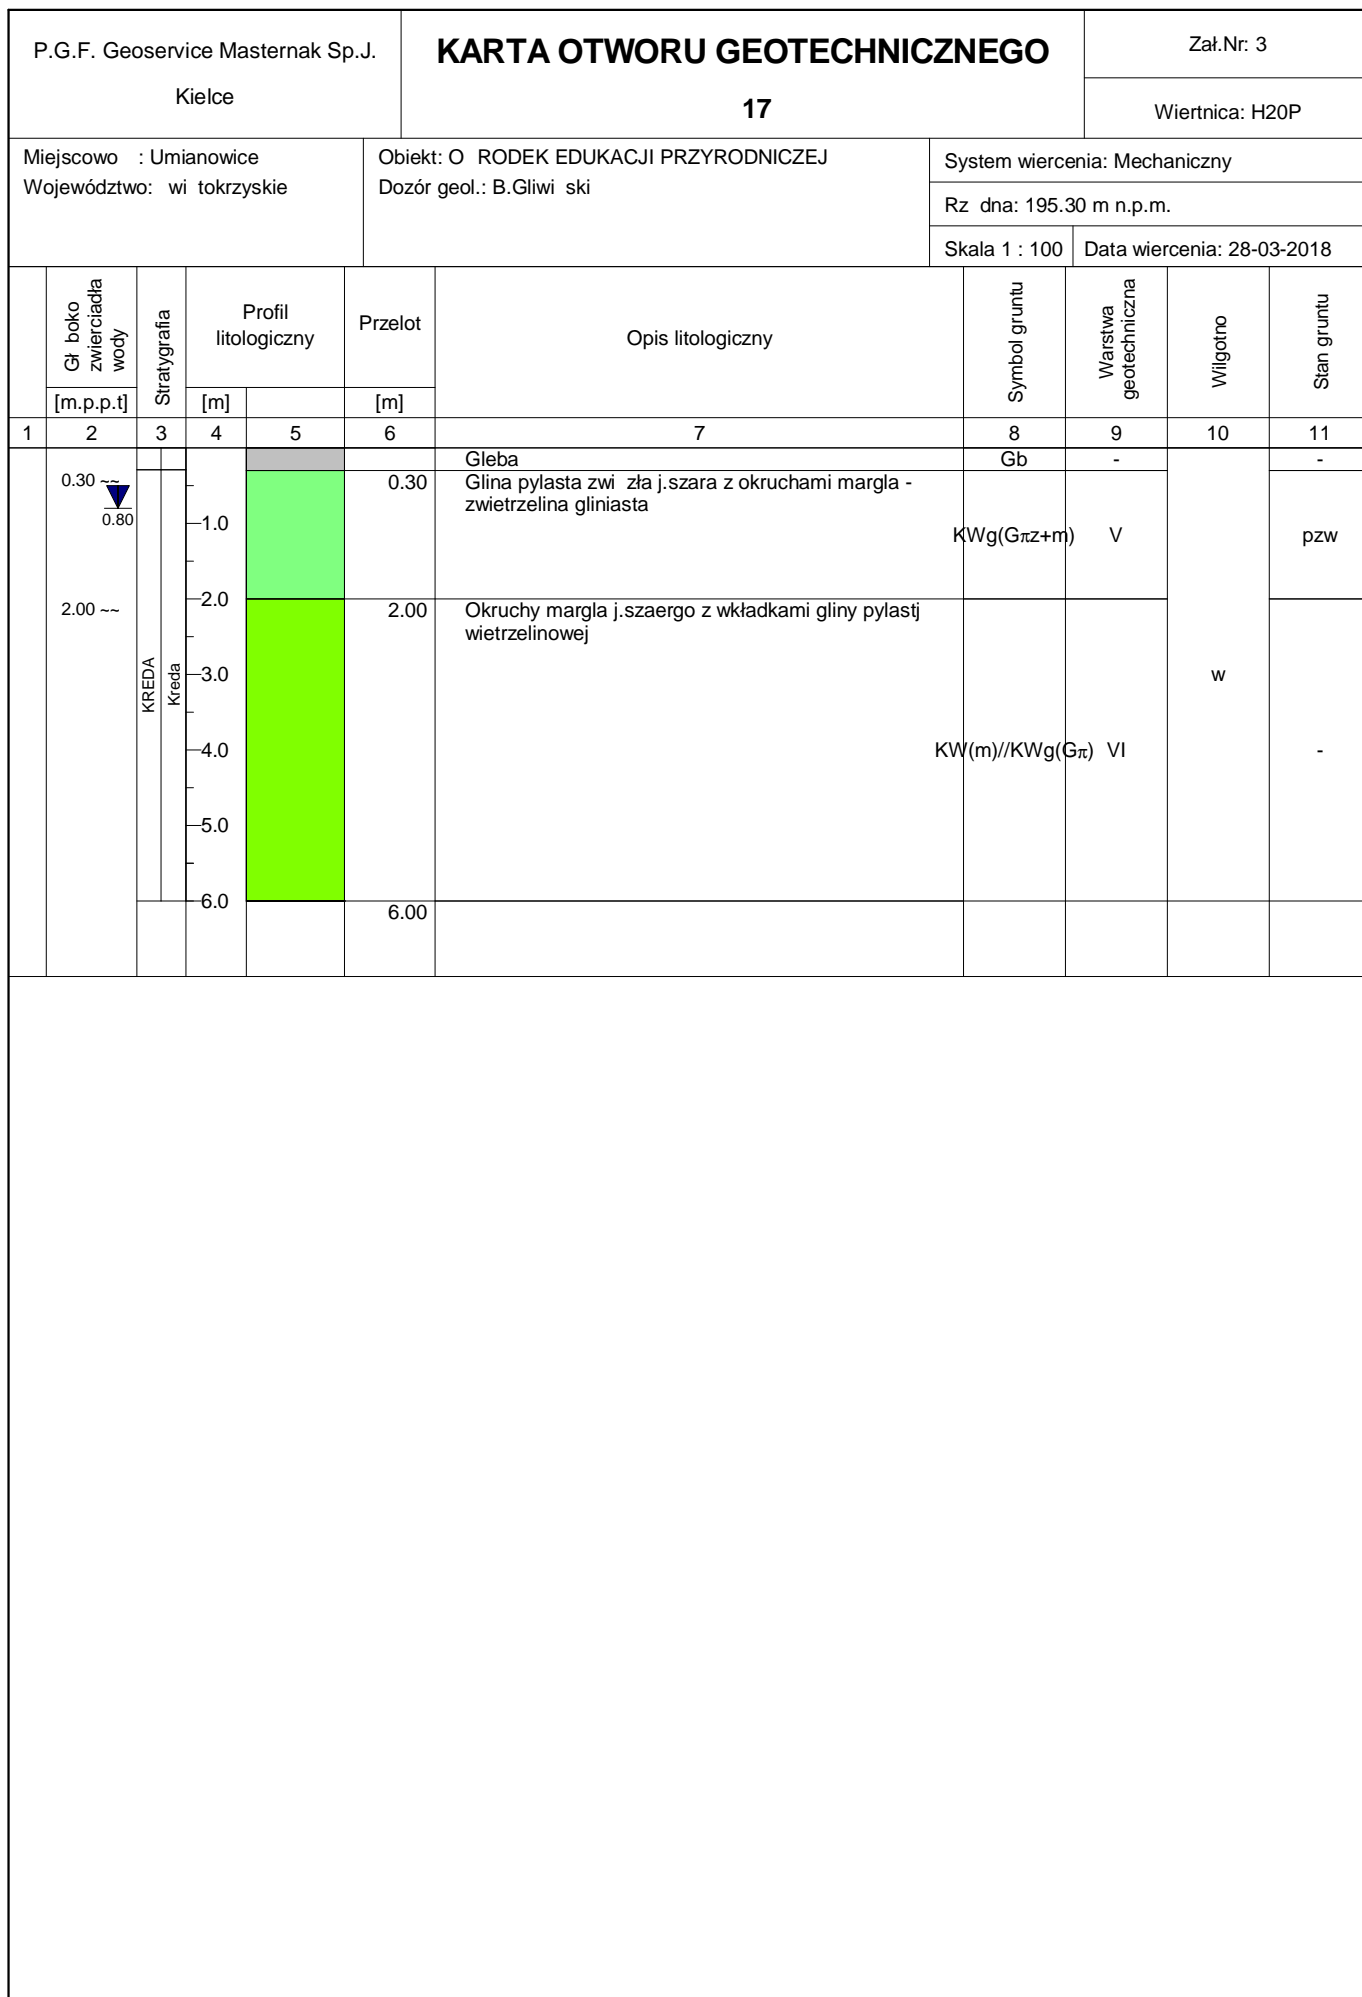 P.G.F. Geoservice Masternak Sp.J.
Kielce
KARTA OTWORU GEOTECHNICZNEGO
17
Zał.Nr: 3
Wiertnica: H20P
Miejscowo : Umianowice
Województwo: wi tokrzyskie
Obiekt: O RODEK EDUKACJI PRZYRODNICZEJ
Dozór geol.: B.Gliwi ski
System wiercenia: Mechaniczny
Rz dna: 195.30 m n.p.m.
Skala 1 : 100
Data wiercenia: 28-03-2018
Gł boko
zwierciadła
wody
[m.p.p.t]
Stratygrafia
Profil
litologiczny
[m]
Przelot
[m]
Opis litologiczny
Symbol gruntu
Warstwa
geotechniczna
Wilgotno
Stan gruntu
1 2 3 4 5 6 7 8 9 10 11
Gleba Gb - -
0.30 ~~
0.80
0.30
Glina pylasta zwi zła j.szara z okruchami margla -
zwietrzelina gliniasta
1.0
KWg(Gπz+m) V pzw
2.00 ~~
2.0
2.00
Okruchy margla j.szaergo z wkładkami gliny pylastj
wietrzelinowej
KREDA
Kreda
3.0
w
4.0
KW(m)//KWg(Gπ) VI -
5.0
6.0
6.00